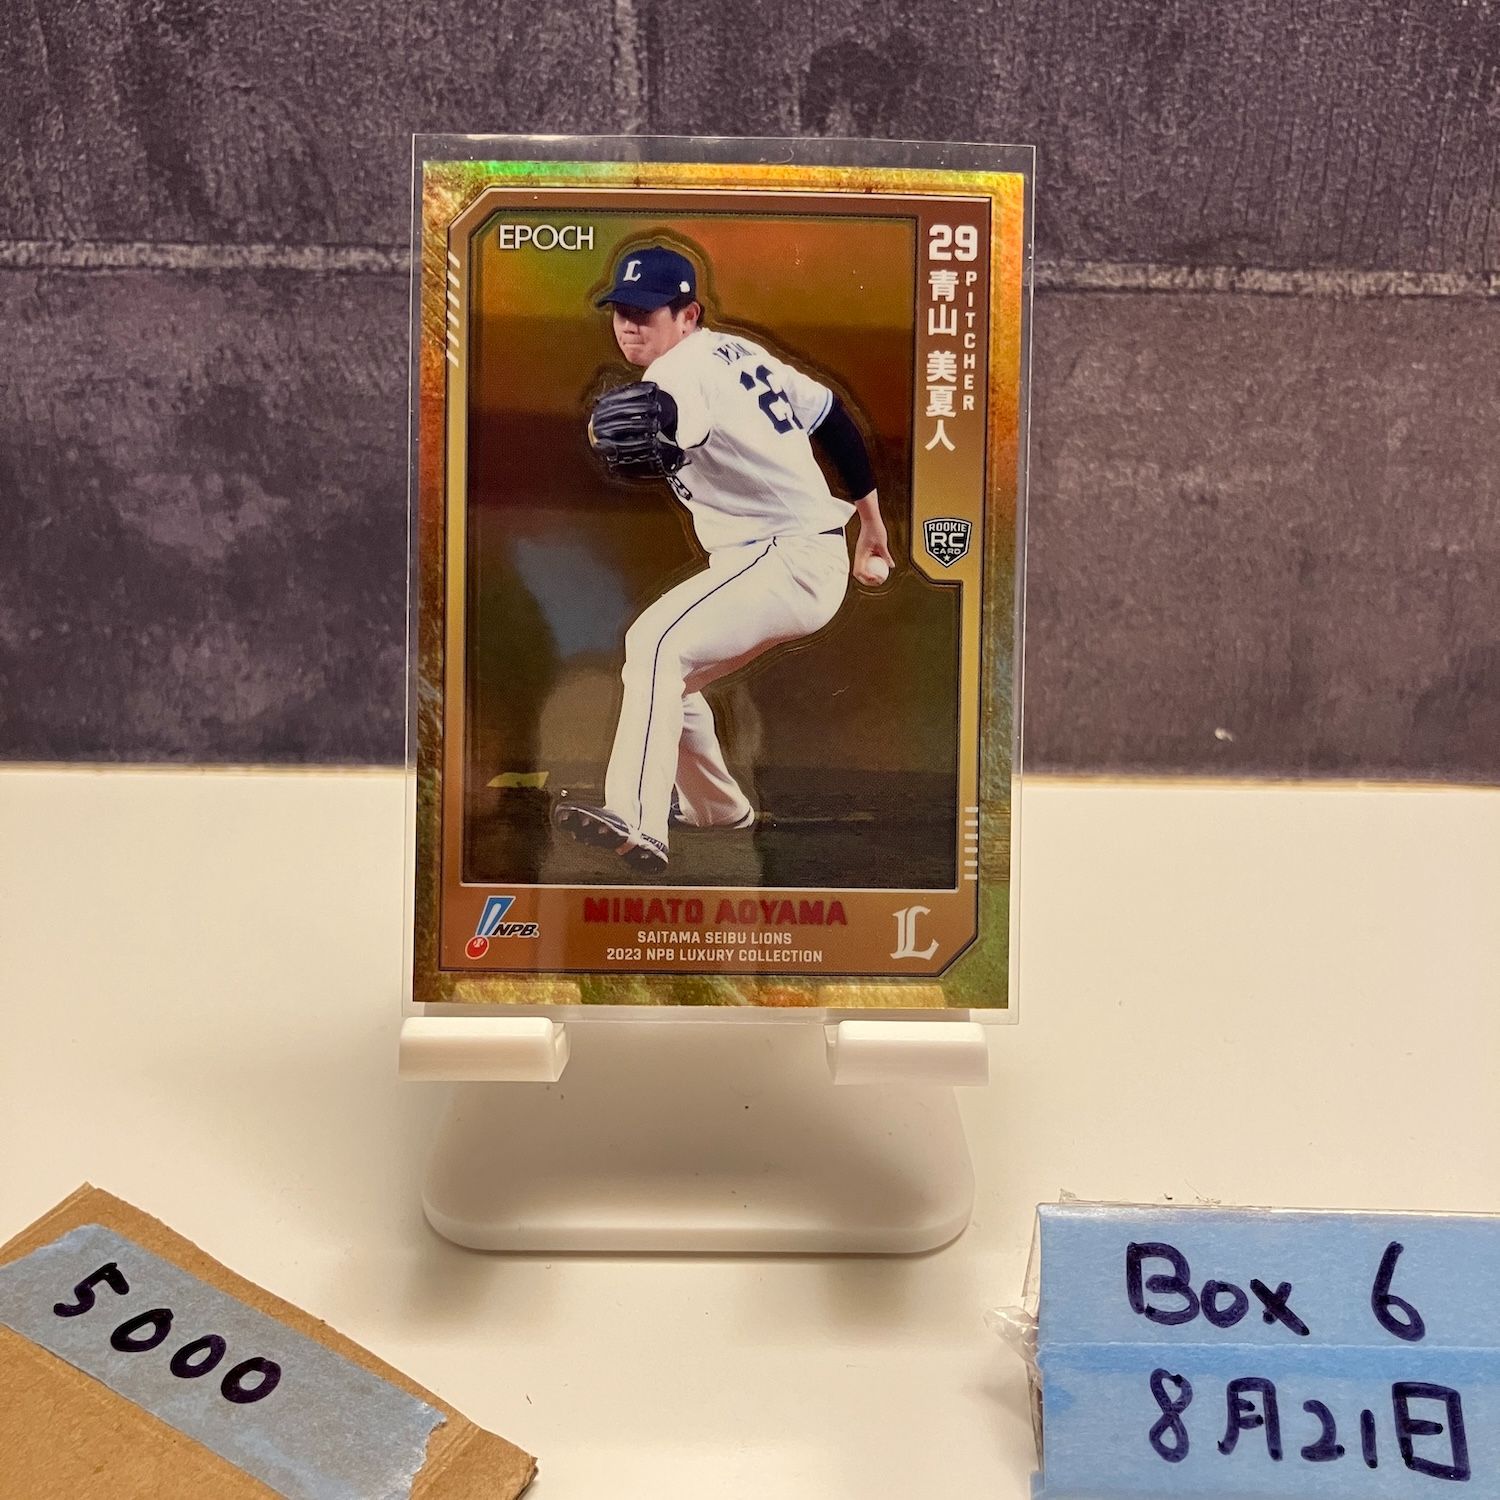 EPOCH
29
青山 美夏人
PITCHER
L
ROOKIE
RC
CARD
NPB
MINATO AOYAMA
SAITAMA SEIBU LIONS
2023 NPB LUXURY COLLECTION
L
5000
Box 6
8月21日